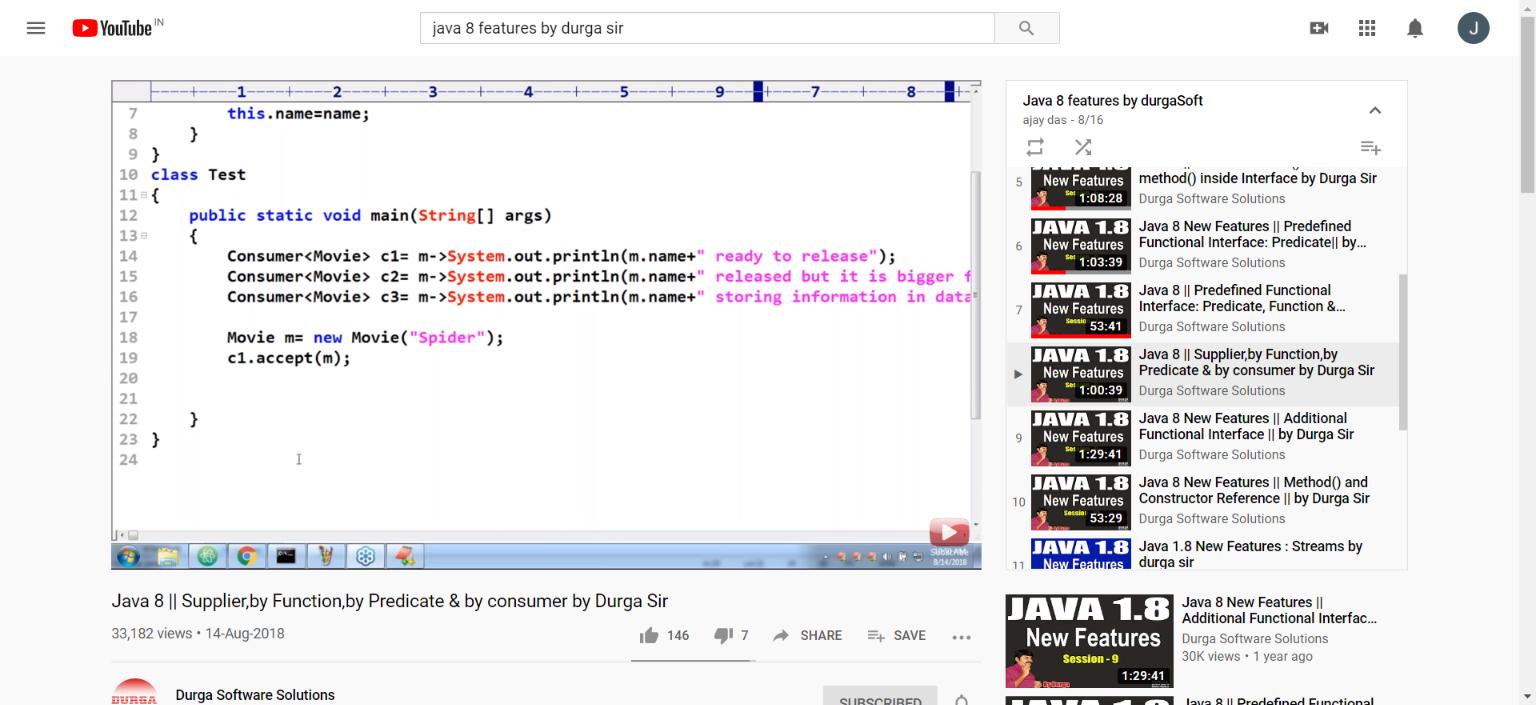 YouTube IN
java 8 features by durga sir
J
1 2 3 4 5 9 7 8
7 this.name=name;
8 }
9 }
10 class Test
11 {
12 public static void main(String[] args)
13 {
14 Consumer<Movie> c1= m->System.out.println(m.name+" ready to release");
15 Consumer<Movie> c2= m->System.out.println(m.name+" released but it is bigger f
16 Consumer<Movie> c3= m->System.out.println(m.name+" storing information in data
17
18 Movie m= new Movie("Spider");
19 c1.accept(m);
20
21
22 }
23 }
24
8/14/2018
Java 8 || Supplier,by Function,by Predicate & by consumer by Durga Sir
33,182 views • 14-Aug-2018
146 7 SHARE SAVE
DURGA
Durga Software Solutions
SUBSCRIBED
Java 8 features by durgaSoft
ajay das - 8/16
5
New Features
1:08:28
method() inside Interface by Durga Sir
Durga Software Solutions
6
JAVA 1.8
New Features
1:03:39
Java 8 New Features || Predefined
Functional Interface: Predicate|| by...
Durga Software Solutions
7
JAVA 1.8
New Features
53:41
Java 8 || Predefined Functional
Interface: Predicate, Function &...
Durga Software Solutions
JAVA 1.8
New Features
1:00:39
Java 8 || Supplier,by Function,by
Predicate & by consumer by Durga Sir
Durga Software Solutions
9
JAVA 1.8
New Features
1:29:41
Java 8 New Features || Additional
Functional Interface || by Durga Sir
Durga Software Solutions
10
JAVA 1.8
New Features
53:29
Java 8 New Features || Method() and
Constructor Reference || by Durga Sir
Durga Software Solutions
11
JAVA 1.8
New Features
Java 1.8 New Features : Streams by
durga sir
JAVA 1.8
New Features
Session - 9
By Durga
1:29:41
Java 8 New Features ||
Additional Functional Interfac...
Durga Software Solutions
30K views • 1 year ago
JAVA 1.8
Java 8 || Predefined Functional